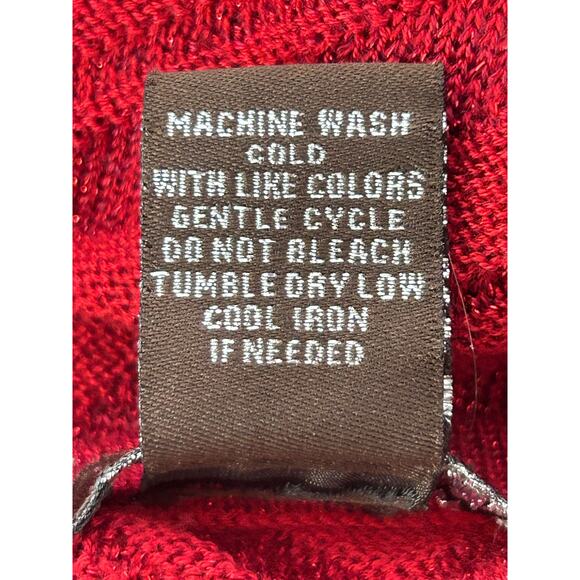 MACHINE WASH
COLD
WITH LIKE COLORS
GENTLE CYCLE
DO NOT BLEACH
TUMBLE DRY LOW
COOL IRON
IF NEEDED